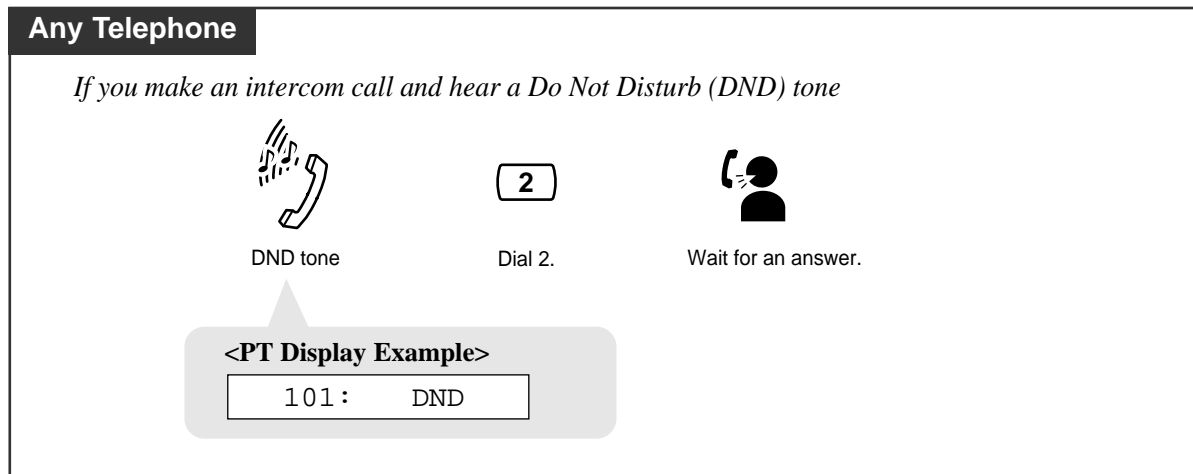 Any Telephone
If you make an intercom call and hear a Do Not Disturb (DND) tone
2
DND tone
Dial 2.
Wait for an answer.
<PT Display Example>
101: DND